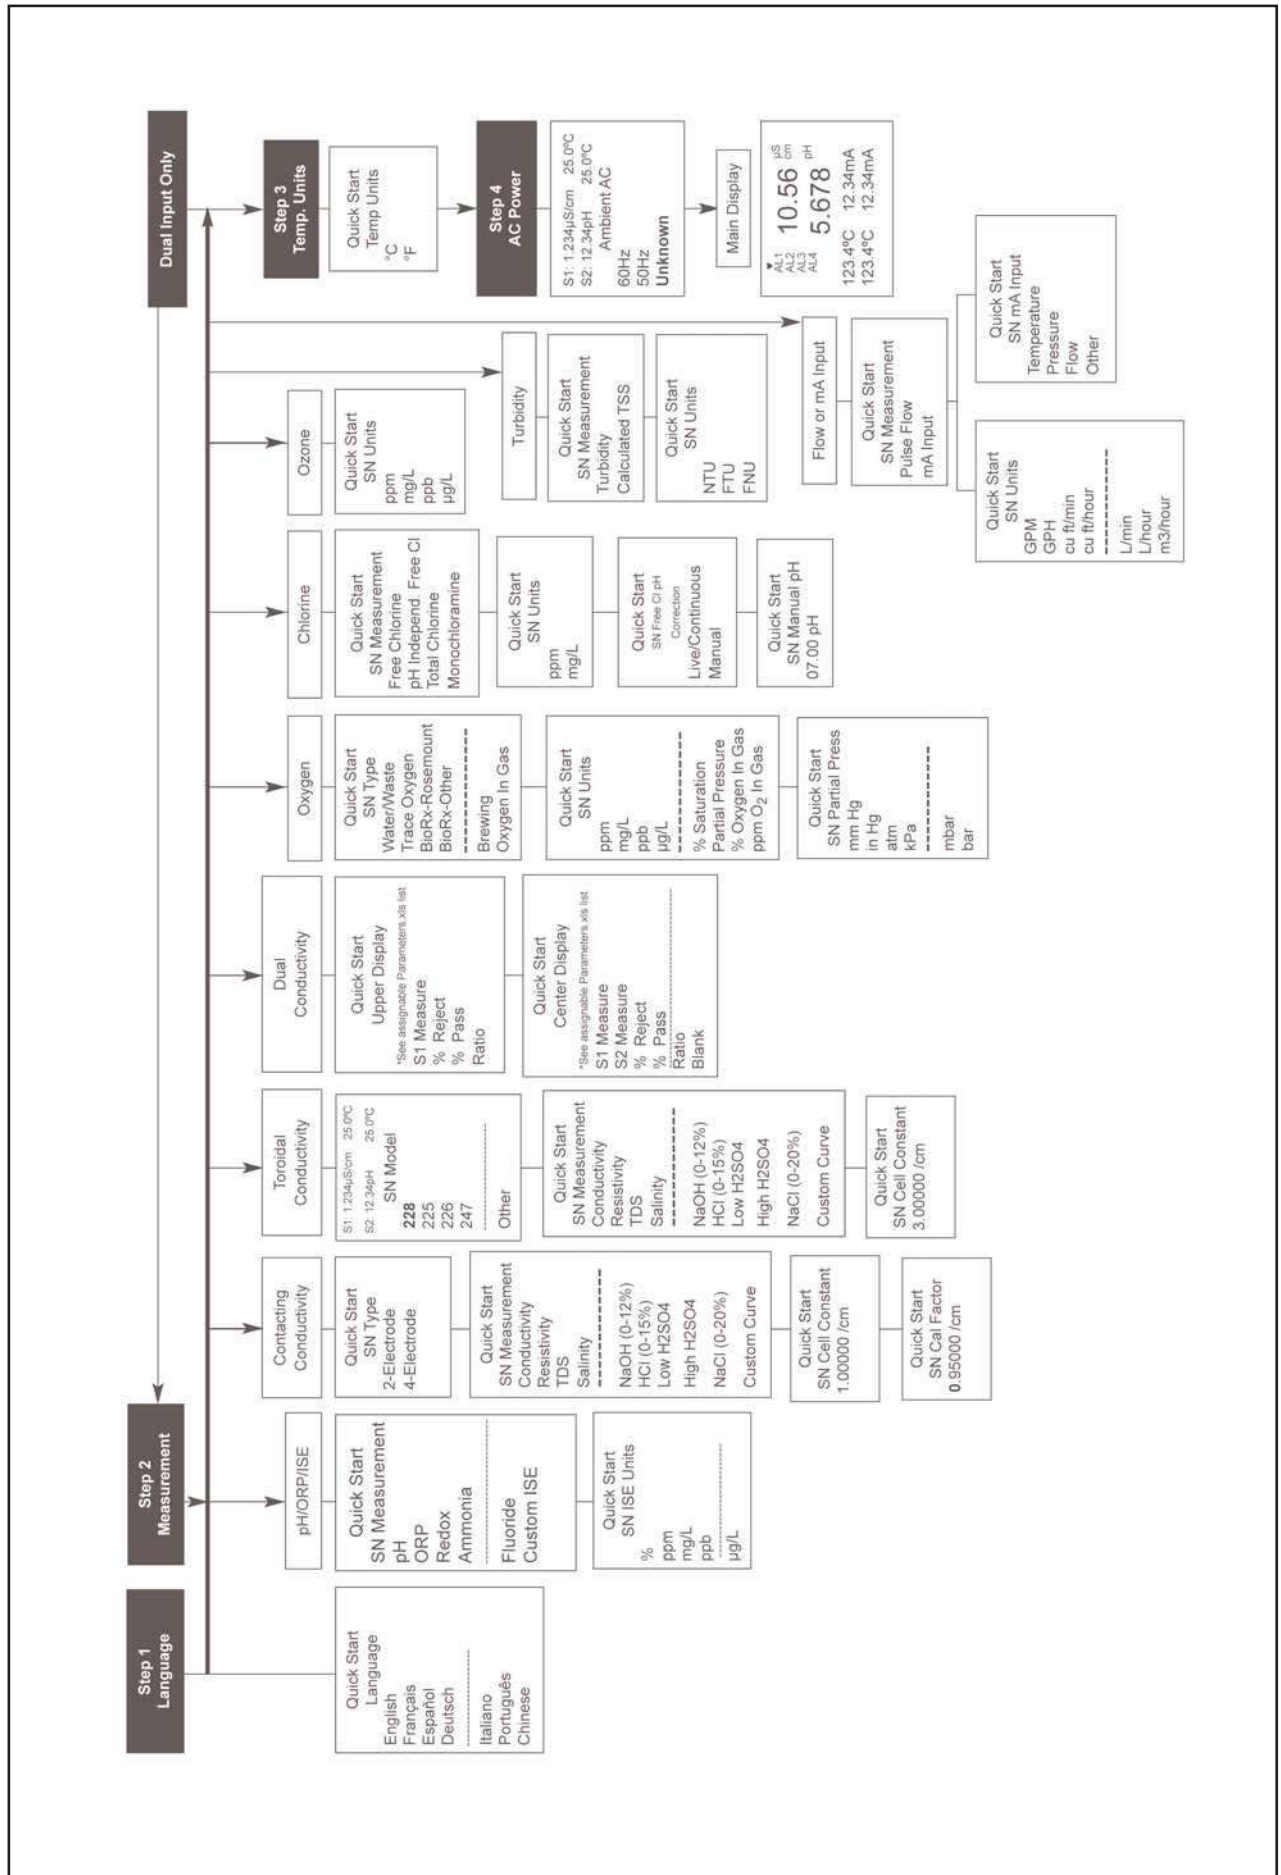 Step 1
Language
Quick Start
Language
English
Français
Español
Deutsch
Italiano
Português
Chinese
Step 2
Measurement
pH/ORP/ISE
Quick Start
SN Measurement
pH
ORP
Redox
Ammonia
Fluoride
Custom ISE
Quick Start
SN ISE Units
%
ppm
mg/L
ppb
µg/L
Contacting
Conductivity
Quick Start
SN Type
2-Electrode
4-Electrode
Quick Start
SN Measurement
Conductivity
Resistivity
TDS
Salinity
NaOH (0-12%)
HCl (0-15%)
Low H2SO4
High H2SO4
NaCl (0-20%)
Custom Curve
Quick Start
SN Cell Constant
1.00000 /cm
Quick Start
SN Cal Factor
0.95000 /cm
Toroidal
Conductivity
S1: 1.234µS/cm 25.0ºC
S2: 12.34pH 25.0ºC
SN Model
228
225
226
247
Other
Quick Start
SN Measurement
Conductivity
Resistivity
TDS
Salinity
NaOH (0-12%)
HCl (0-15%)
Low H2SO4
High H2SO4
NaCl (0-20%)
Custom Curve
Quick Start
SN Cell Constant
3.00000 /cm
Dual
Conductivity
Quick Start
Upper Display
*See assignable Parameters.xls list
S1 Measure
% Reject
% Pass
Ratio
Quick Start
Center Display
*See assignable Parameters.xls list
S1 Measure
S2 Measure
% Reject
% Pass
Ratio
Blank
Oxygen
Quick Start
SN Type
Water/Waste
Trace Oxygen
BioRx-Rosemount
BioRx-Other
Brewing
Oxygen In Gas
Quick Start
SN Units
ppm
mg/L
ppb
µg/L
% Saturation
Partial Pressure
% Oxygen In Gas
ppm O2 In Gas
Quick Start
SN Partial Press
mm Hg
in Hg
atm
kPa
mbar
bar
Chlorine
Quick Start
SN Measurement
Free Chlorine
pH Independ. Free Cl
Total Chlorine
Monochloramine
Quick Start
SN Units
ppm
mg/L
Quick Start
SN Free Cl pH
Correction
Live/Continuous
Manual
Quick Start
SN Manual pH
07.00 pH
Ozone
Quick Start
SN Units
ppm
mg/L
ppb
µg/L
Turbidity
Quick Start
SN Measurement
Turbidity
Calculated TSS
Quick Start
SN Units
NTU
FTU
FNU
Flow or mA Input
Quick Start
SN Measurement
Pulse Flow
mA Input
Quick Start
SN Units
GPM
GPH
cu ft/min
cu ft/hour
L/min
L/hour
m3/hour
Quick Start
SN mA Input
Temperature
Pressure
Flow
Other
Dual Input Only
Step 3
Temp. Units
Quick Start
Temp Units
°C
°F
Step 4
AC Power
S1: 1.234µS/cm 25.0ºC
S2: 12.34pH 25.0ºC
Ambient AC
60Hz
50Hz
Unknown
Main Display
AL1
AL2
AL3
AL4
10.56 µS
cm
5.678 pH
123.4ºC 12.34mA
123.4ºC 12.34mA